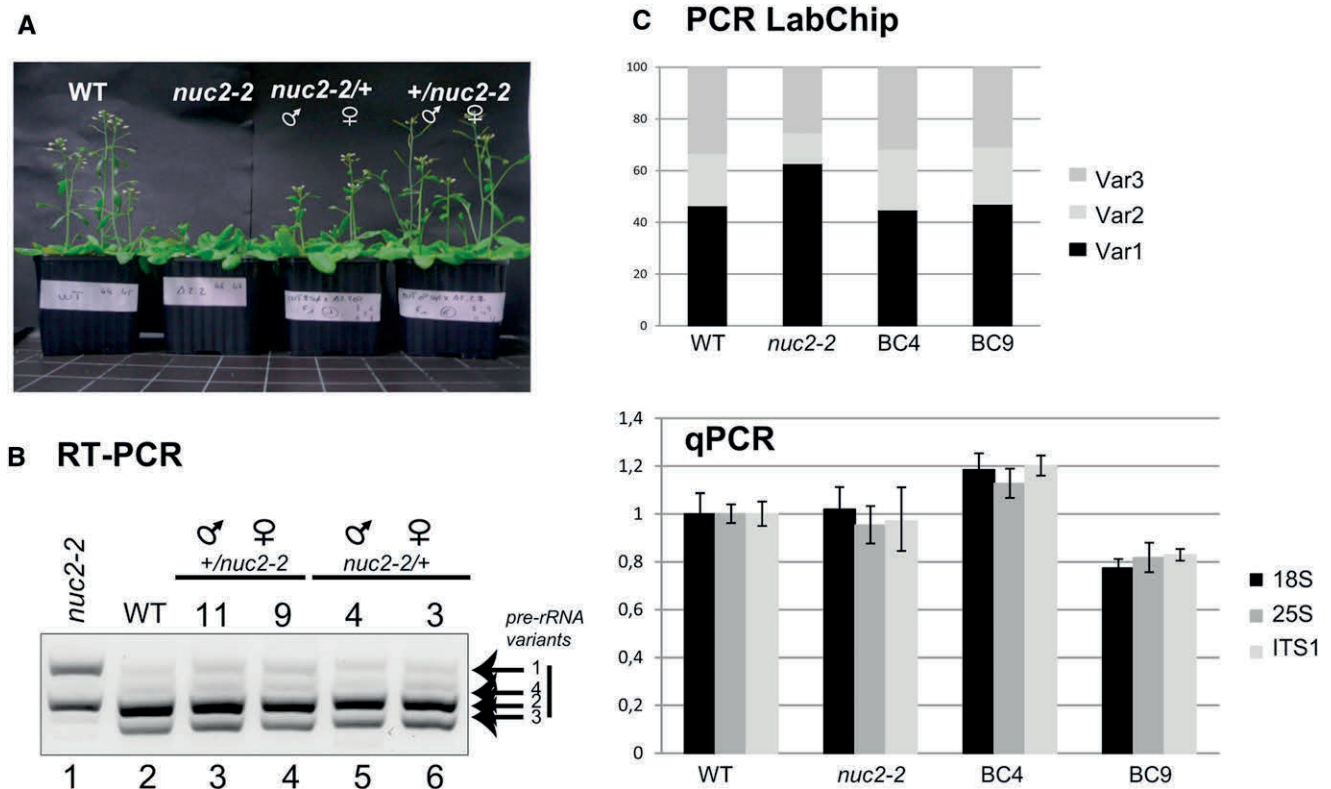 A
WT nuc2-2 nuc2-2/+ +/nuc2-2
♂ ♀ ♂ ♀
WT
B RT-PCR
♂ ♀ ♂ ♀
nuc2-2 WT +/nuc2-2 nuc2-2/+
11 9 4 3
pre-rRNA
variants
1
4
2
3
1 2 3 4 5 6
C PCR LabChip
100
80
60
40
20
0
WT nuc2-2 BC4 BC9
Var3
Var2
Var1
qPCR
1,4
1,2
1
0,8
0,6
0,4
0,2
0
WT nuc2-2 BC4 BC9
18S
25S
ITS1